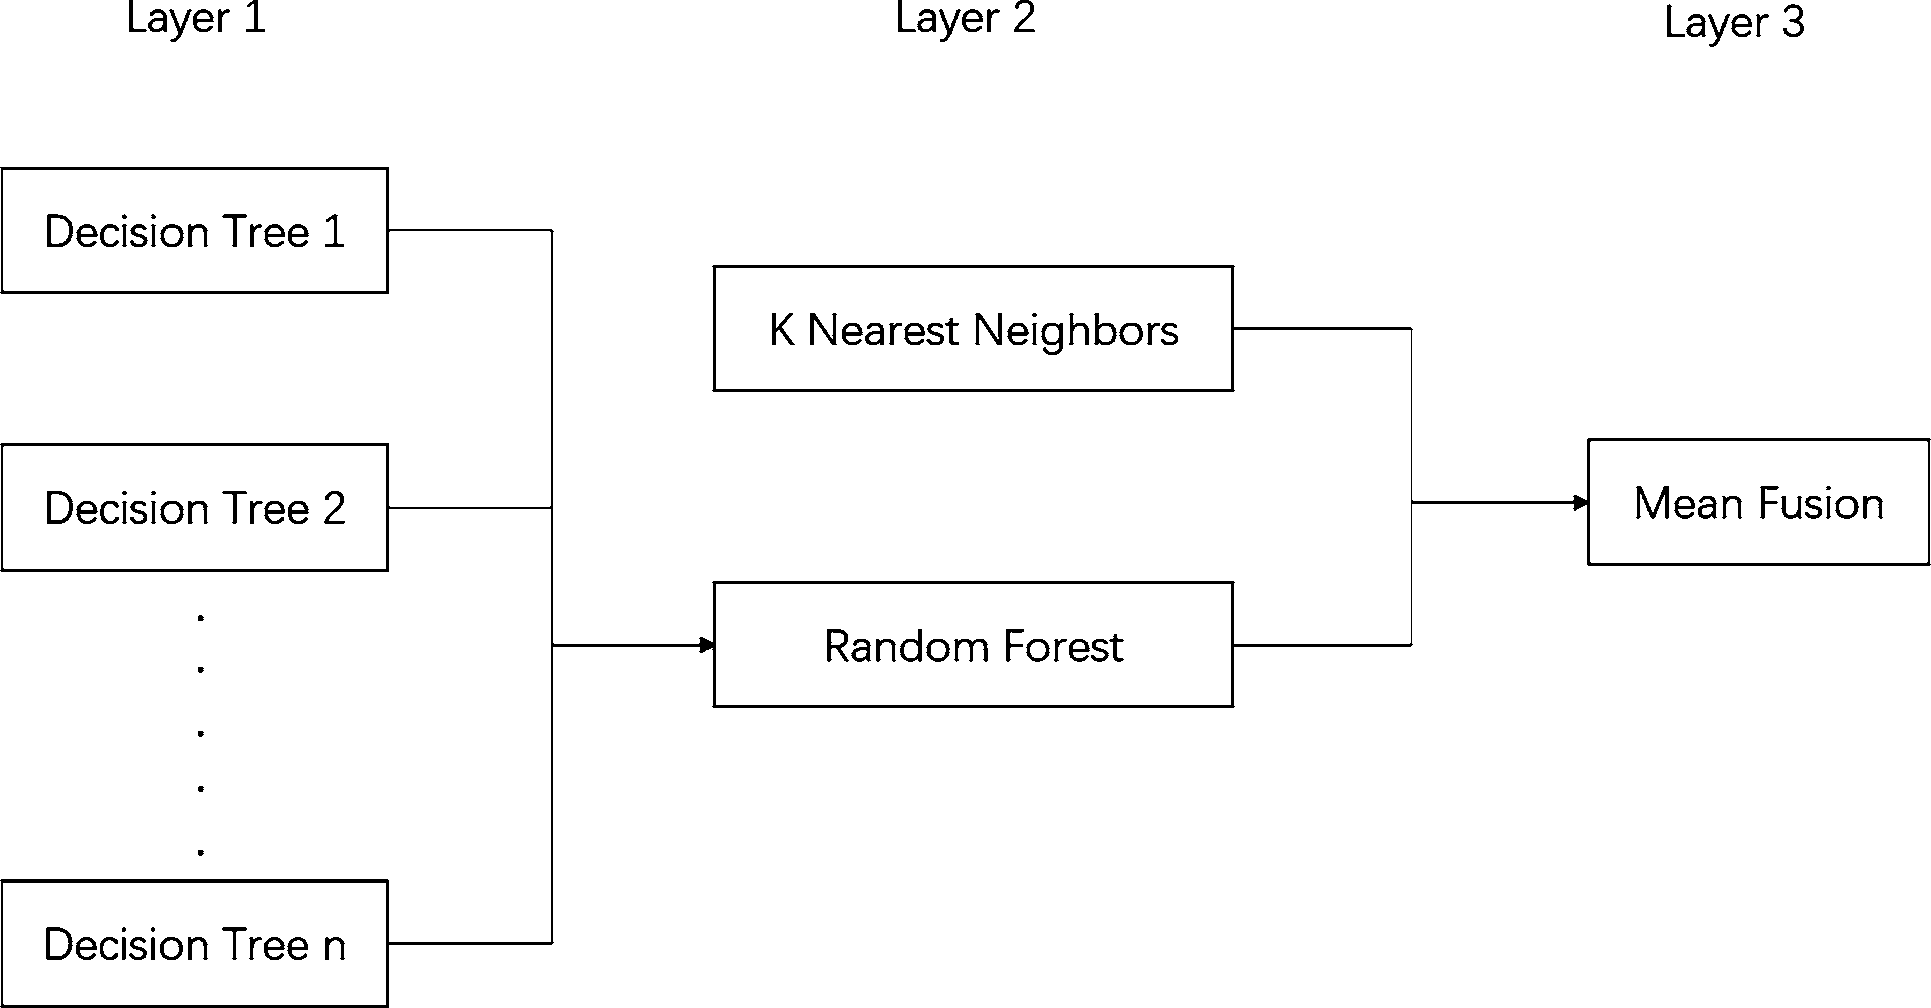 Layer 1
Layer 2
Layer 3
Decision Tree 1
K Nearest Neighbors
Decision Tree 2
Mean Fusion
Random Forest
Decision Tree n